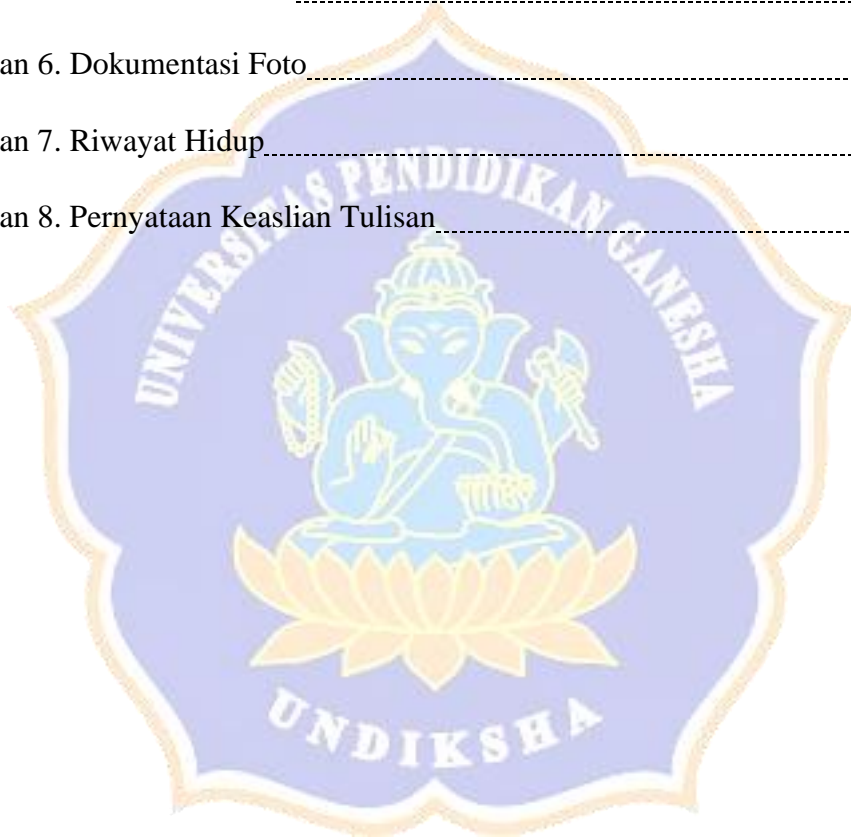 an 6. Dokumentasi Foto
an 7. Riwayat Hidup
an 8. Pernyataan Keaslian Tulisan
UNIVERSITAS PENDIDIKAN GANESHA
UNDIKSHA